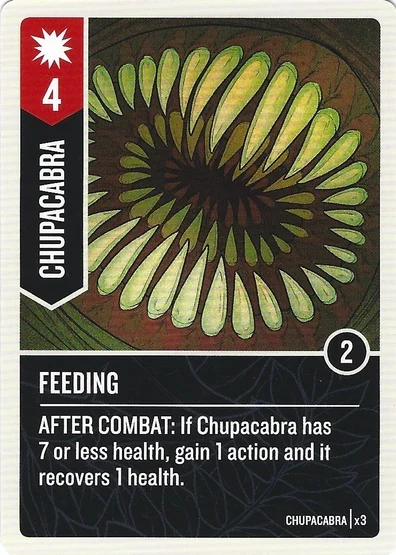 4
CHUPACABRA
2
FEEDING
AFTER COMBAT: If Chupacabra has
7 or less health, gain 1 action and it
recovers 1 health.
CHUPACABRA | x3